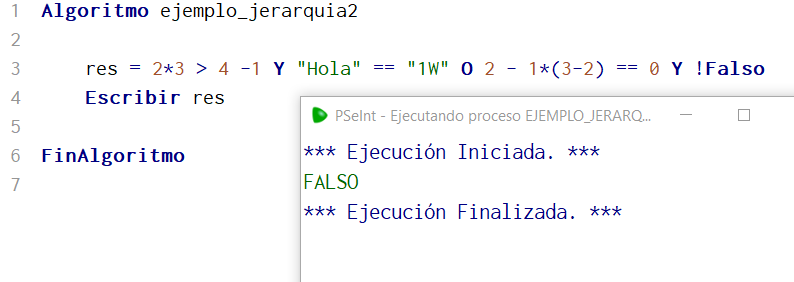 1 Algoritmo ejemplo_jerarquia2
2
3 res = 2*3 > 4 -1 Y "Hola" == "1W" O 2 - 1*(3-2) == 0 Y !Falso
4 Escribir res
5
6 FinAlgoritmo
7
PSeInt - Ejecutando proceso EJEMPLO_JERARQ...
*** Ejecución Iniciada. ***
FALSO
*** Ejecución Finalizada. ***